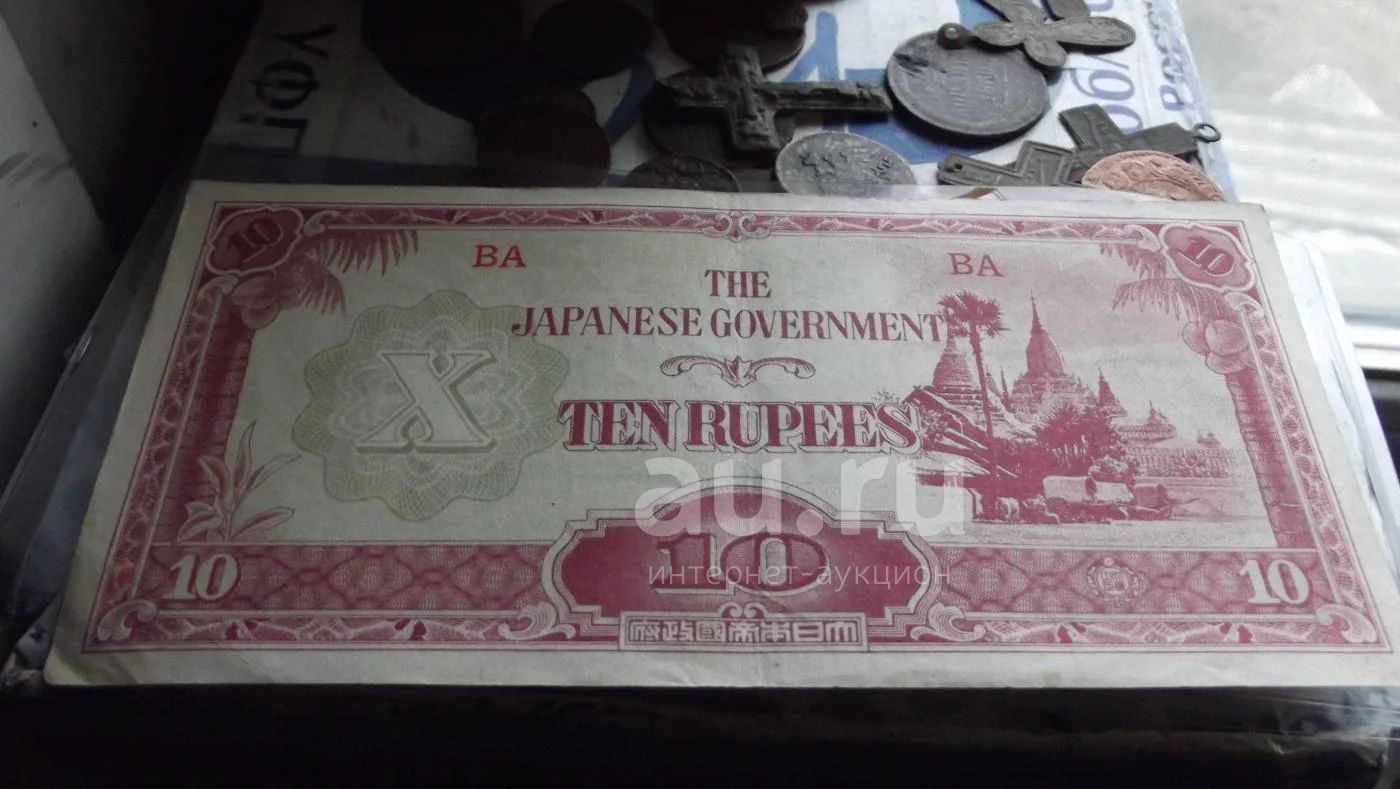 10
10
BA
BA
THE
JAPANESE GOVERNMENT
X
TEN RUPEES
au.ru
интернет-аукцион
10
10
10
府政國帝本日大